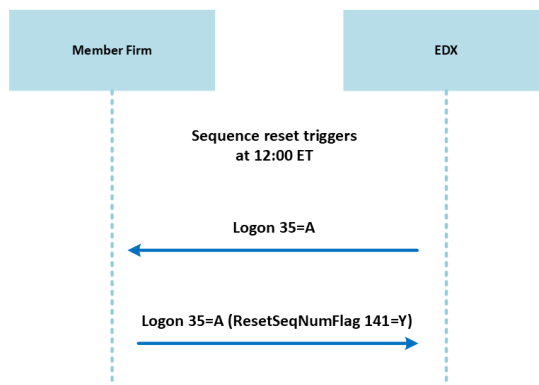 Member Firm
EDX
Sequence reset triggers
at 12:00 ET
Logon 35=A
Logon 35=A (ResetSeqNumFlag 141=Y)